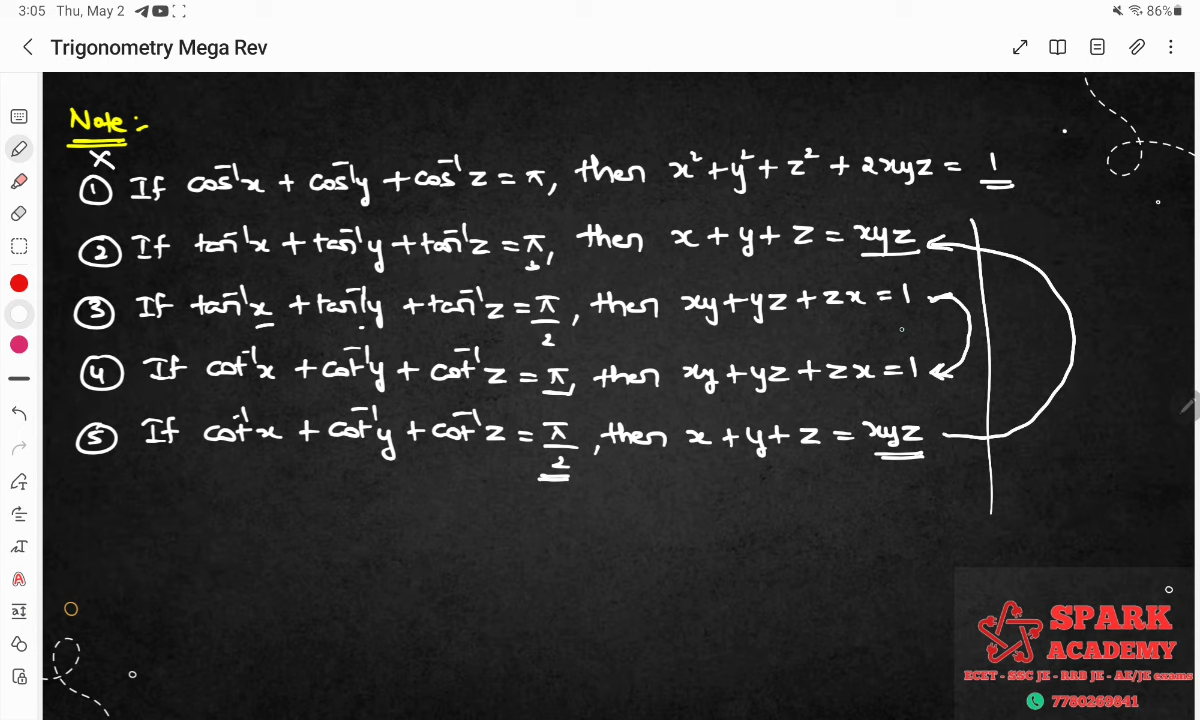 3:05 Thu, May 2
86%
Trigonometry Mega Rev
Note :-
① If cos⁻¹x + cos⁻¹y + cos⁻¹z = π, then x² + y² + z² + 2xyz = 1
② If tan⁻¹x + tan⁻¹y + tan⁻¹z = π, then x + y + z = xyz
③ If tan⁻¹x + tan⁻¹y + tan⁻¹z = π/2, then xy + yz + zx = 1
④ If cot⁻¹x + cot⁻¹y + cot⁻¹z = π, then xy + yz + zx = 1
⑤ If cot⁻¹x + cot⁻¹y + cot⁻¹z = π/2, then x + y + z = xyz
SPARK
ACADEMY
ECET - SSC JE - RRB JE - AE/JE exams
7780269841